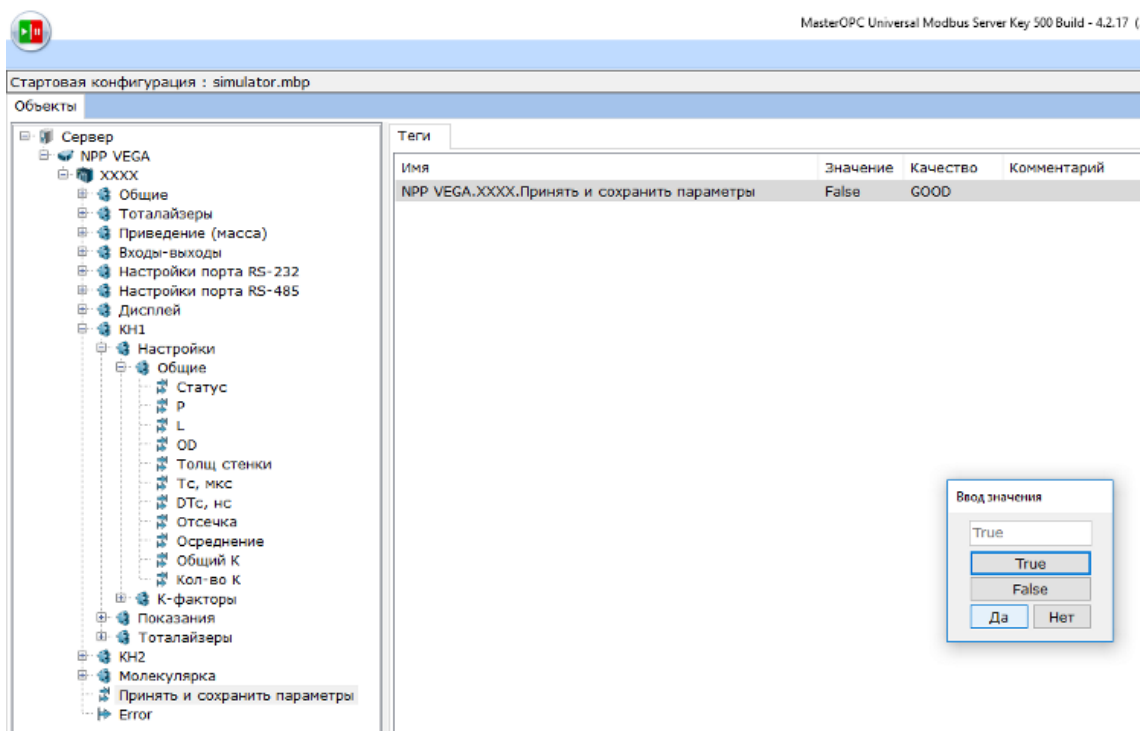 MasterOPC Universal Modbus Server Key 500 Build - 4.2.17 (
Стартовая конфигурация : simulator.mbp
Объекты
Сервер
NPP VEGA
XXXX
Общие
Тоталайзеры
Приведение (масса)
Входы-выходы
Настройки порта RS-232
Настройки порта RS-485
Дисплей
КН1
Настройки
Общие
Статус
P
L
OD
Толщ стенки
Тс, мкс
DTc, нс
Отсечка
Осреднение
Общий К
Кол-во К
К-факторы
Показания
Тоталайзеры
КН2
Молекулярка
Принять и сохранить параметры
Error
Теги
Имя Значение Качество Комментарий
NPP VEGA.XXXX.Принять и сохранить параметры False GOOD
Ввод значения
True
True
False
Да Нет